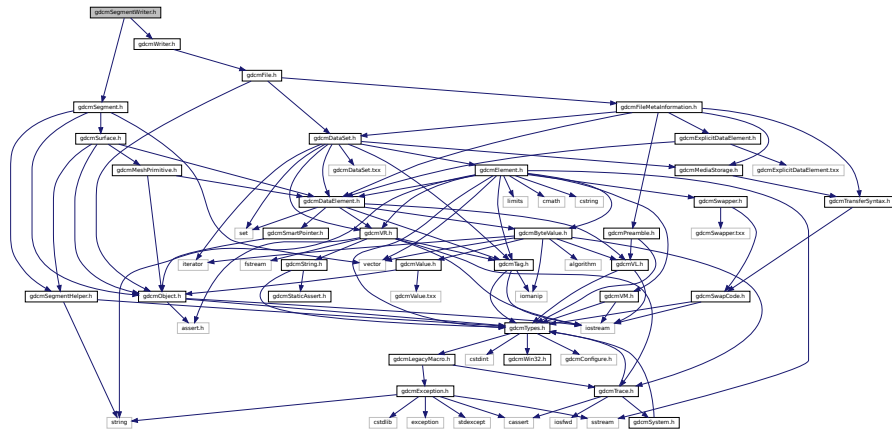 gdcmSegmentWriter.h
gdcmWriter.h
gdcmFile.h
gdcmSegment.h
gdcmFileMetaInformation.h
gdcmSurface.h
gdcmDataSet.h
gdcmExplicitDataElement.h
gdcmMeshPrimitive.h
gdcmDataSet.txx
gdcmElement.h
gdcmMediaStorage.h
gdcmExplicitDataElement.txx
gdcmDataElement.h
limits
cmath
cstring
gdcmSwapper.h
gdcmTransferSyntax.h
set
gdcmSmartPointer.h
gdcmVR.h
gdcmByteValue.h
gdcmPreamble.h
gdcmSwapper.txx
iterator
fstream
gdcmString.h
vector
gdcmValue.h
gdcmTag.h
algorithm
gdcmVL.h
gdcmSegmentHelper.h
gdcmObject.h
gdcmStaticAssert.h
gdcmValue.txx
iomanip
gdcmVM.h
gdcmSwapCode.h
assert.h
gdcmTypes.h
iostream
gdcmLegacyMacro.h
cstdint
gdcmWin32.h
gdcmConfigure.h
gdcmException.h
gdcmTrace.h
string
cstdlib
exception
stdexcept
cassert
iosfwd
sstream
gdcmSystem.h